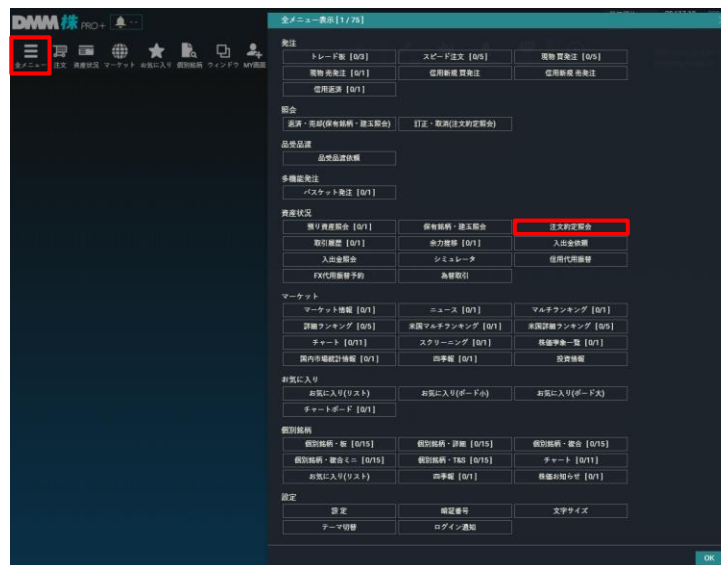 DMM 株 PRO+
全メニュー 注文 資産状況 マーケット お気に入り 個別銘柄 ウィンドウ MY画面
全メニュー表示 [1 / 75]
発注
トレード板 [0/3] スピード注文 [0/5] 現物 買発注 [0/5]
現物 売発注 [0/1] 信用新規 買発注 信用新規 売発注
信用返済 [0/1]
照会
返済・売却(保有銘柄・建玉照会) 訂正・取消(注文約定照会)
品受品渡
品受品渡依頼
多機能発注
バスケット発注 [0/1]
資産状況
預り資産照会 [0/1] 保有銘柄・建玉照会 注文約定照会
取引履歴 [0/1] 余力推移 [0/1] 入出金依頼
入出金照会 シミュレータ 信用代用振替
FX代用振替予約 為替取引
マーケット
マーケット情報 [0/1] ニュース [0/1] マルチランキング [0/1]
詳細ランキング [0/5] 米国マルチランキング [0/1] 米国詳細ランキング [0/5]
チャート [0/11] スクリーニング [0/1] 株価学會一覧 [0/1]
国内市場統計情報 [0/1] 四季報 [0/1] 投資情報
お気に入り
お気に入り(リスト) お気に入り(ボード小) お気に入り(ボード大)
チャートボード [0/1]
個別銘柄
個別銘柄・板 [0/15] 個別銘柄・詳細 [0/15] 個別銘柄・複合 [0/15]
個別銘柄・複合ミニ [0/15] 個別銘柄・T&S [0/15] チャート [0/11]
お気に入り(リスト) 四季報 [0/1] 株価お知らせ [0/1]
設定
設 定 暗証番号 文字サイズ
テーマ切替 ログイン通知
OK